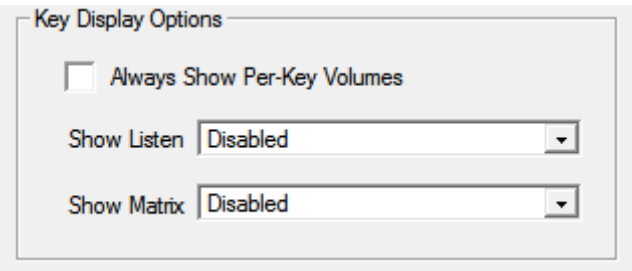 Key Display Options
Always Show Per-Key Volumes
Show Listen Disabled
Show Matrix Disabled